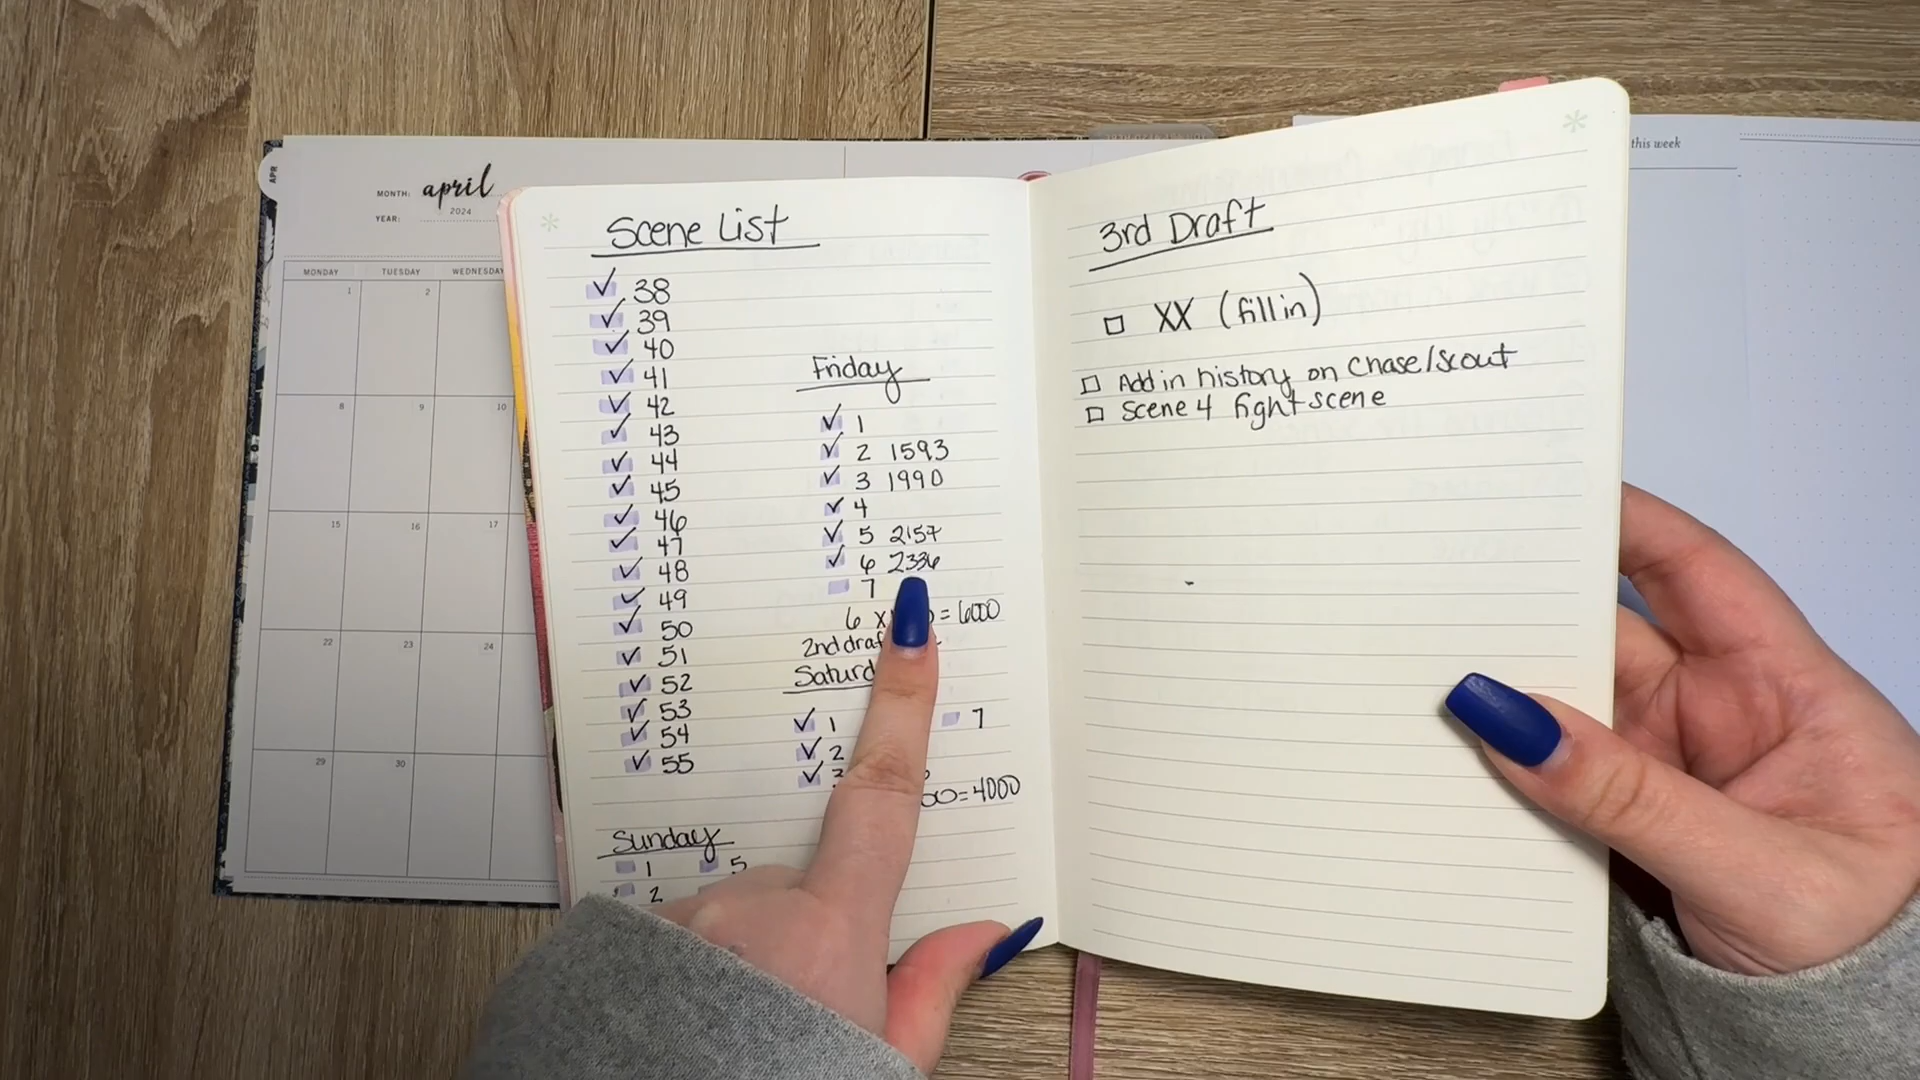 APR
MONTH: april
YEAR: 2024
MONDAY TUESDAY WEDNESDAY
1 2
8 9 10
15 16 17
22 23 24
29 30
Scene List
✓ 38
✓ 39
✓ 40
✓ 41
✓ 42
✓ 43
✓ 44
✓ 45
✓ 46
✓ 47
✓ 48
✓ 49
✓ 50
✓ 51
✓ 52
✓ 53
✓ 54
✓ 55
Friday
✓ 1
✓ 2 1593
✓ 3 1990
✓ 4
✓ 5 2157
✓ 6 2336
7
6 x = 6000
2nd
✓ 1 7
✓ 2
✓ 3
=4000
Sunday
1 5
2
3rd Draft
□ XX (fill in)
□ Add in history on Chase/Scout
□ Scene 4 fight scene
this week